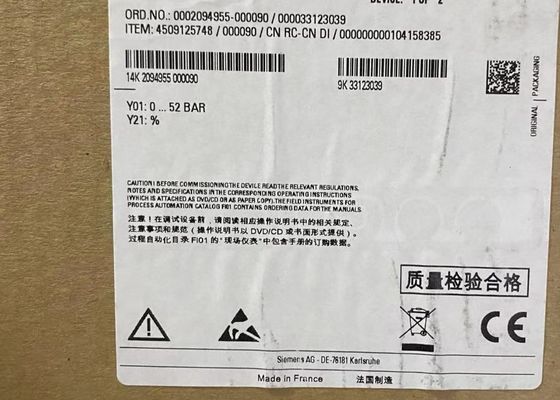 ORD.NO.: 0002094955-000090 / 000033123039
ITEM: 4509125748 / 000090 / CN RC-CN DI / 000000000104158385
14K 2094955 000090
9K 33123039
ORIGINAL | PACKAGING
Y01: 0 ... 52 BAR
Y21: %
CAUTION! BEFORE COMMISSIONING THE DEVICE READ THE RELEVANT REGULATIONS,
NOTES AND SPECIFICATIONS IN THE CORRESPONDING OPERATING INSTRUCTIONS
(WHICH IS ATTACHED AS DVD/CD OR AS PAPER COPY). THE FIELD INSTRUMENTS FOR
PROCESS AUTOMATION CATALOG FI01 CONTAINS ORDERING DATA FOR THE MANUALS.
注意！在调试设备前，请阅读相应操作说明书中的相关规定、
注意事项和规范（操作说明书以 DVD/CD 或书面形式提供）。
过程自动化目录 FI01 的 "现场仪表"中包含手册的订购数据。
质量检验合格
CE
Siemens AG - DE-76181 Karlsruhe
Made in France 法国制造